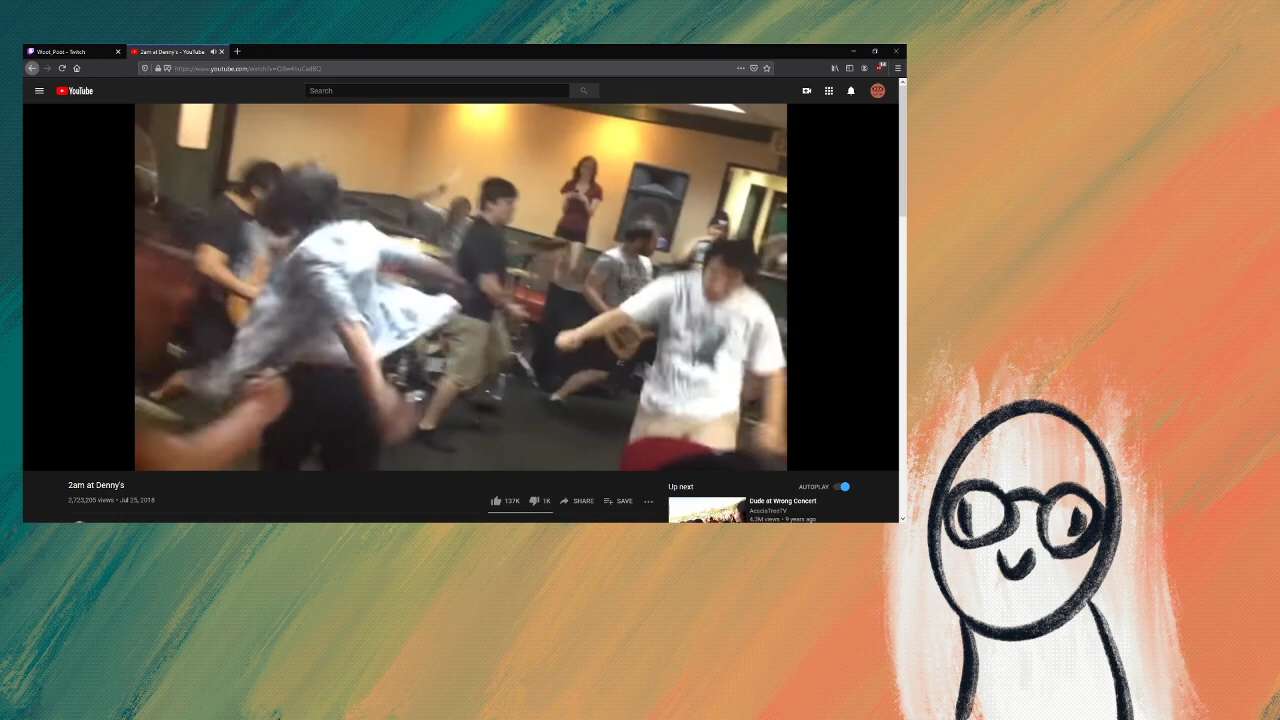 Woot_Poot - Twitch
2am at Denny's - YouTube
YouTube
Search
2am at Denny's
2,723,205 views • Jul 25, 2018
137K
1K
SHARE
SAVE
Up next
AUTOPLAY
Dude at Wrong Concert
AcaciaTreeTV
4.3M views • 9 years ago